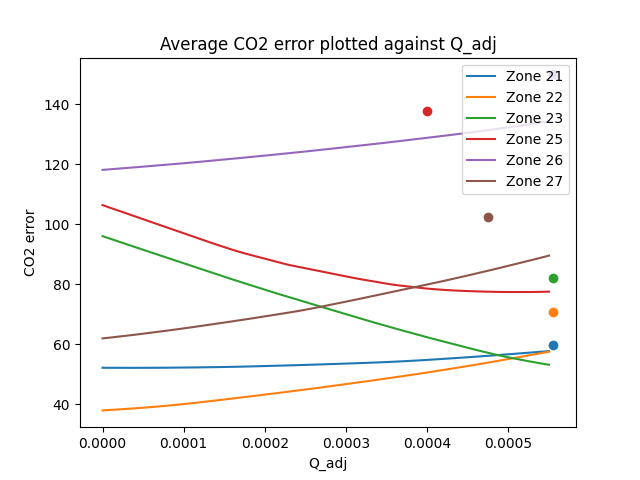 Average CO2 error plotted against Q_adj
Zone 21
Zone 22
Zone 23
Zone 25
Zone 26
Zone 27
CO2 error
140
120
100
80
60
40
0.0000 0.0001 0.0002 0.0003 0.0004 0.0005
Q_adj